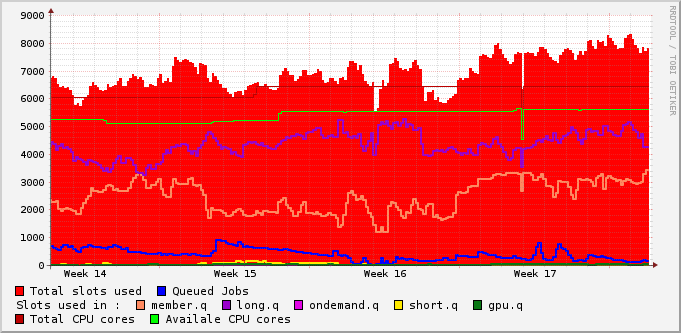 9000
8000
7000
6000
5000
4000
3000
2000
1000
0
Week 14 Week 15 Week 16 Week 17
Total slots used Queued Jobs
Slots used in : member.q long.q ondemand.q short.q gpu.q
Total CPU cores Availale CPU cores
RRDTOOL / TOBI OETIKER